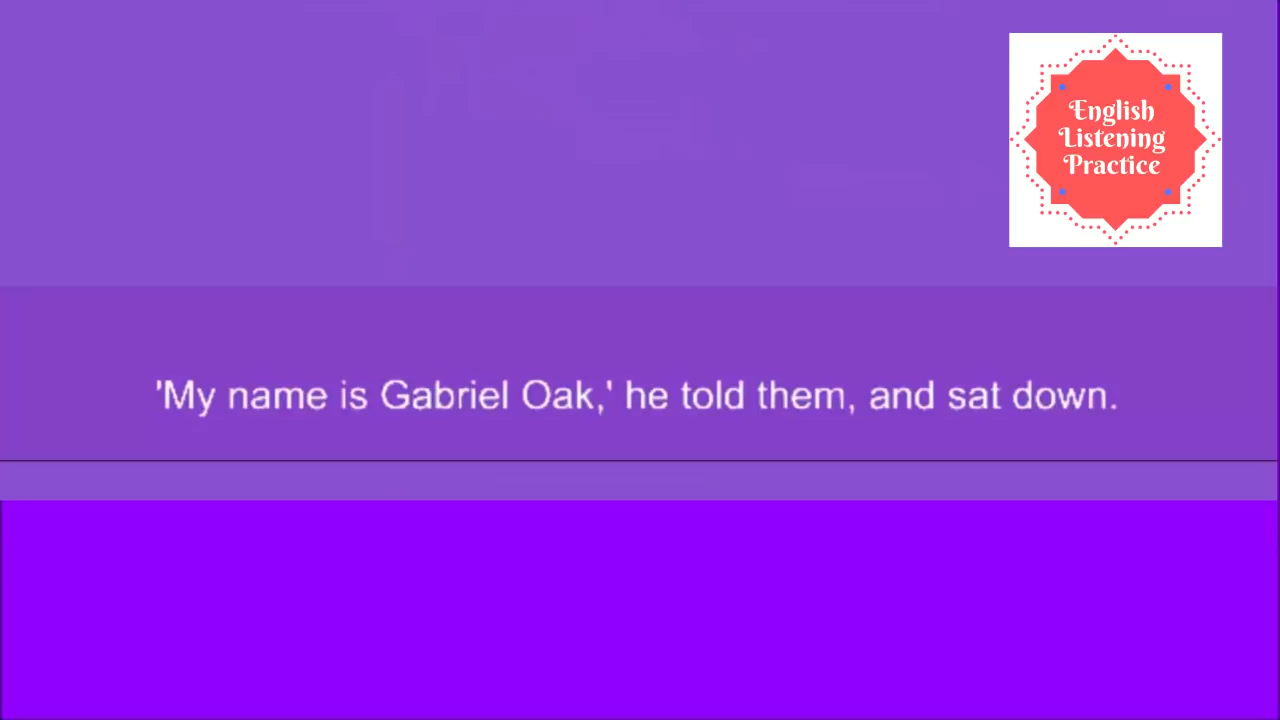 English
Listening
Practice
'My name is Gabriel Oak,' he told them, and sat down.